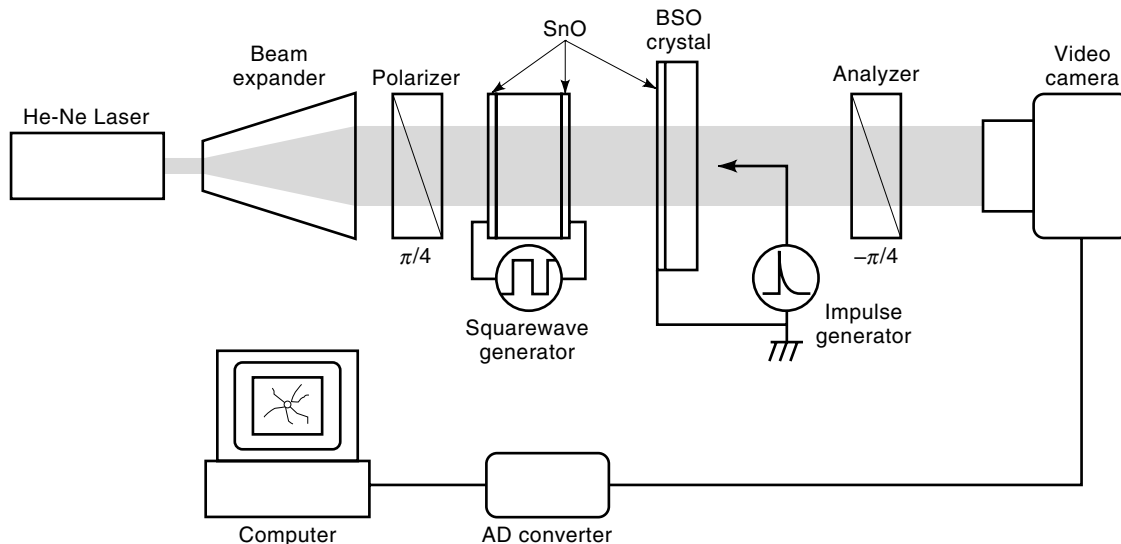 He-Ne Laser
Beam
expander
Polarizer
π/4
SnO
Squarewave
generator
BSO
crystal
Impulse
generator
Analyzer
−π/4
Video
camera
Computer
AD converter